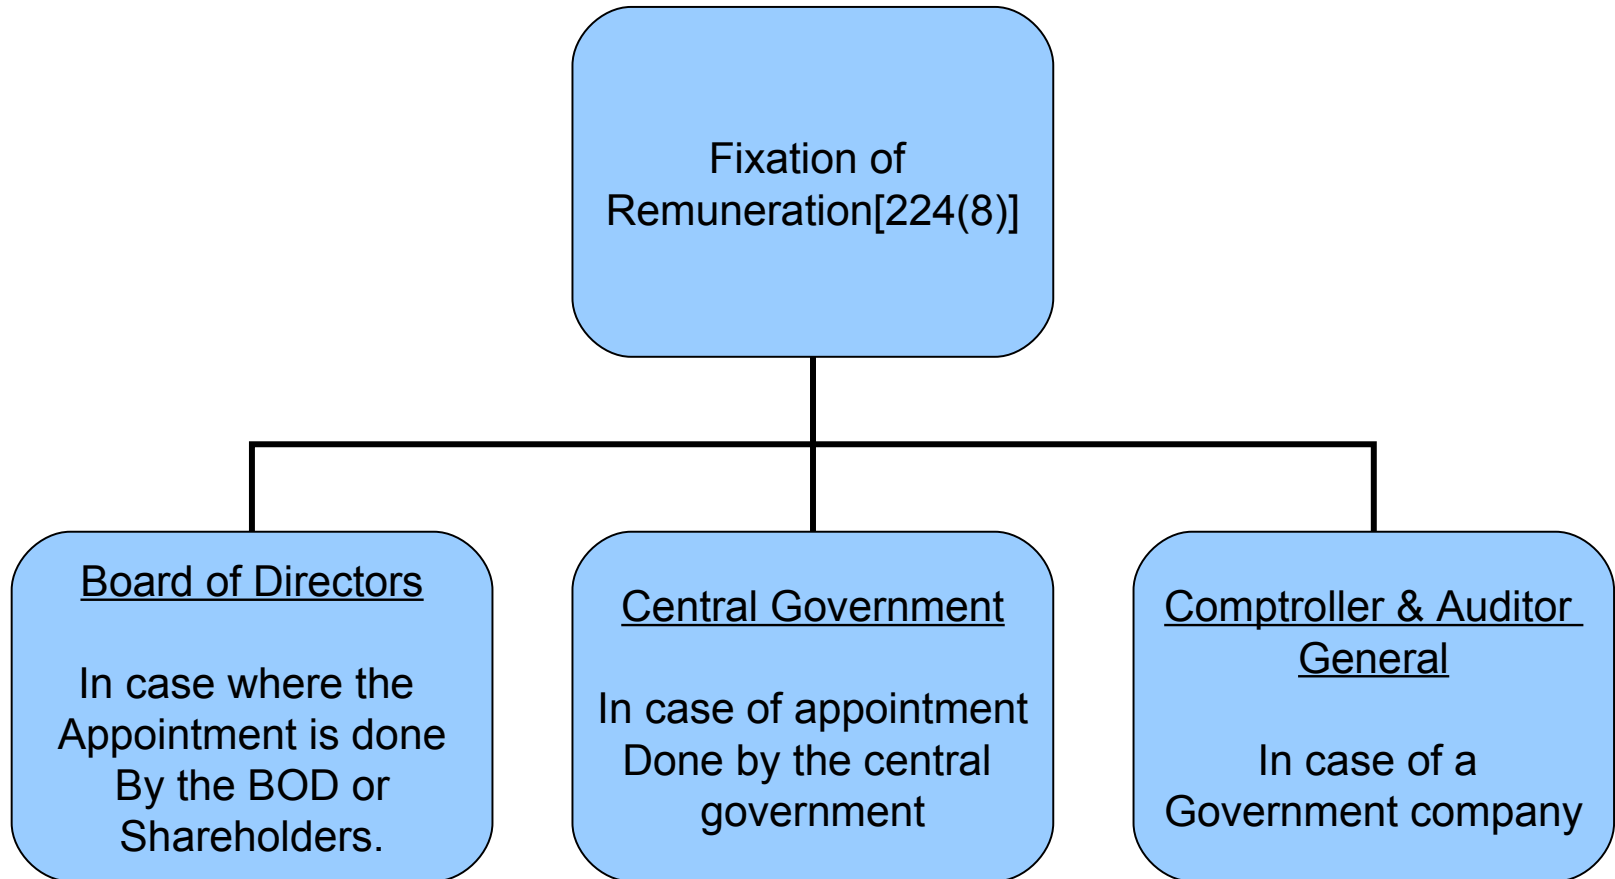 Fixation of
Remuneration[224(8)]
Board of Directors
In case where the
Appointment is done
By the BOD or
Shareholders.
Central Government
In case of appointment
Done by the central
government
Comptroller & Auditor
General
In case of a
Government company